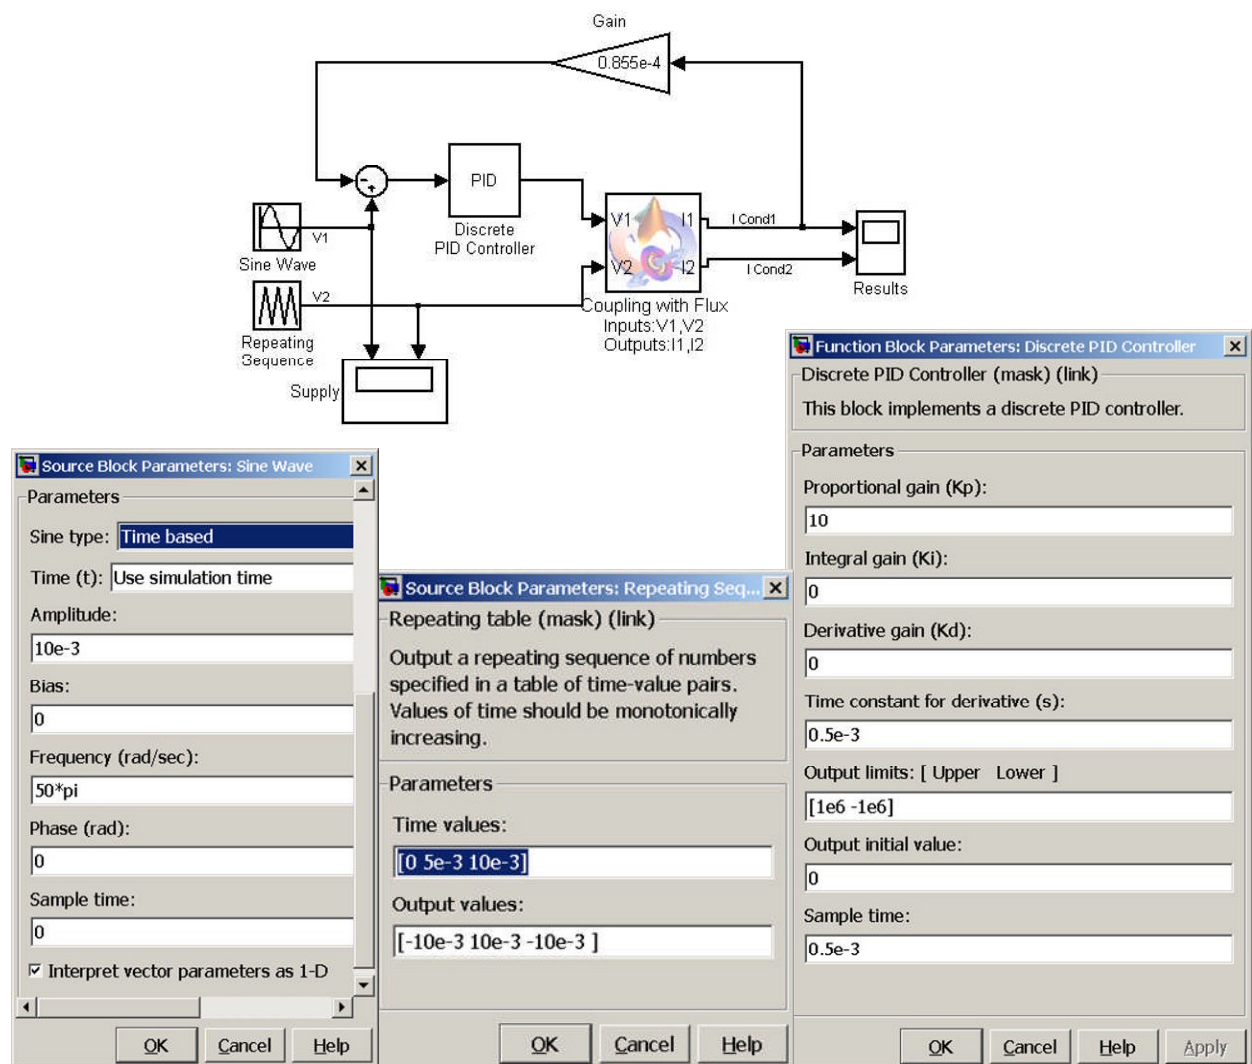 Gain
0.855e-4
PID
Discrete
PID Controller
V1
Sine Wave
V2
Repeating
Sequence
Supply
V1
V2
I1
I2
Coupling with Flux
Inputs:V1,V2
Outputs:I1,I2
I Cond1
I Cond2
Results
Source Block Parameters: Sine Wave
Parameters
Sine type: Time based
Time (t): Use simulation time
Amplitude:
10e-3
Bias:
0
Frequency (rad/sec):
50*pi
Phase (rad):
0
Sample time:
0
Interpret vector parameters as 1-D
OK Cancel Help
Source Block Parameters: Repeating Seq...
Repeating table (mask) (link)
Output a repeating sequence of numbers
specified in a table of time-value pairs.
Values of time should be monotonically
increasing.
Parameters
Time values:
[0 5e-3 10e-3]
Output values:
[-10e-3 10e-3 -10e-3 ]
OK Cancel Help
Function Block Parameters: Discrete PID Controller
Discrete PID Controller (mask) (link)
This block implements a discrete PID controller.
Parameters
Proportional gain (Kp):
10
Integral gain (Ki):
0
Derivative gain (Kd):
0
Time constant for derivative (s):
0.5e-3
Output limits: [ Upper Lower ]
[1e6 -1e6]
Output initial value:
0
Sample time:
0.5e-3
OK Cancel Help Apply